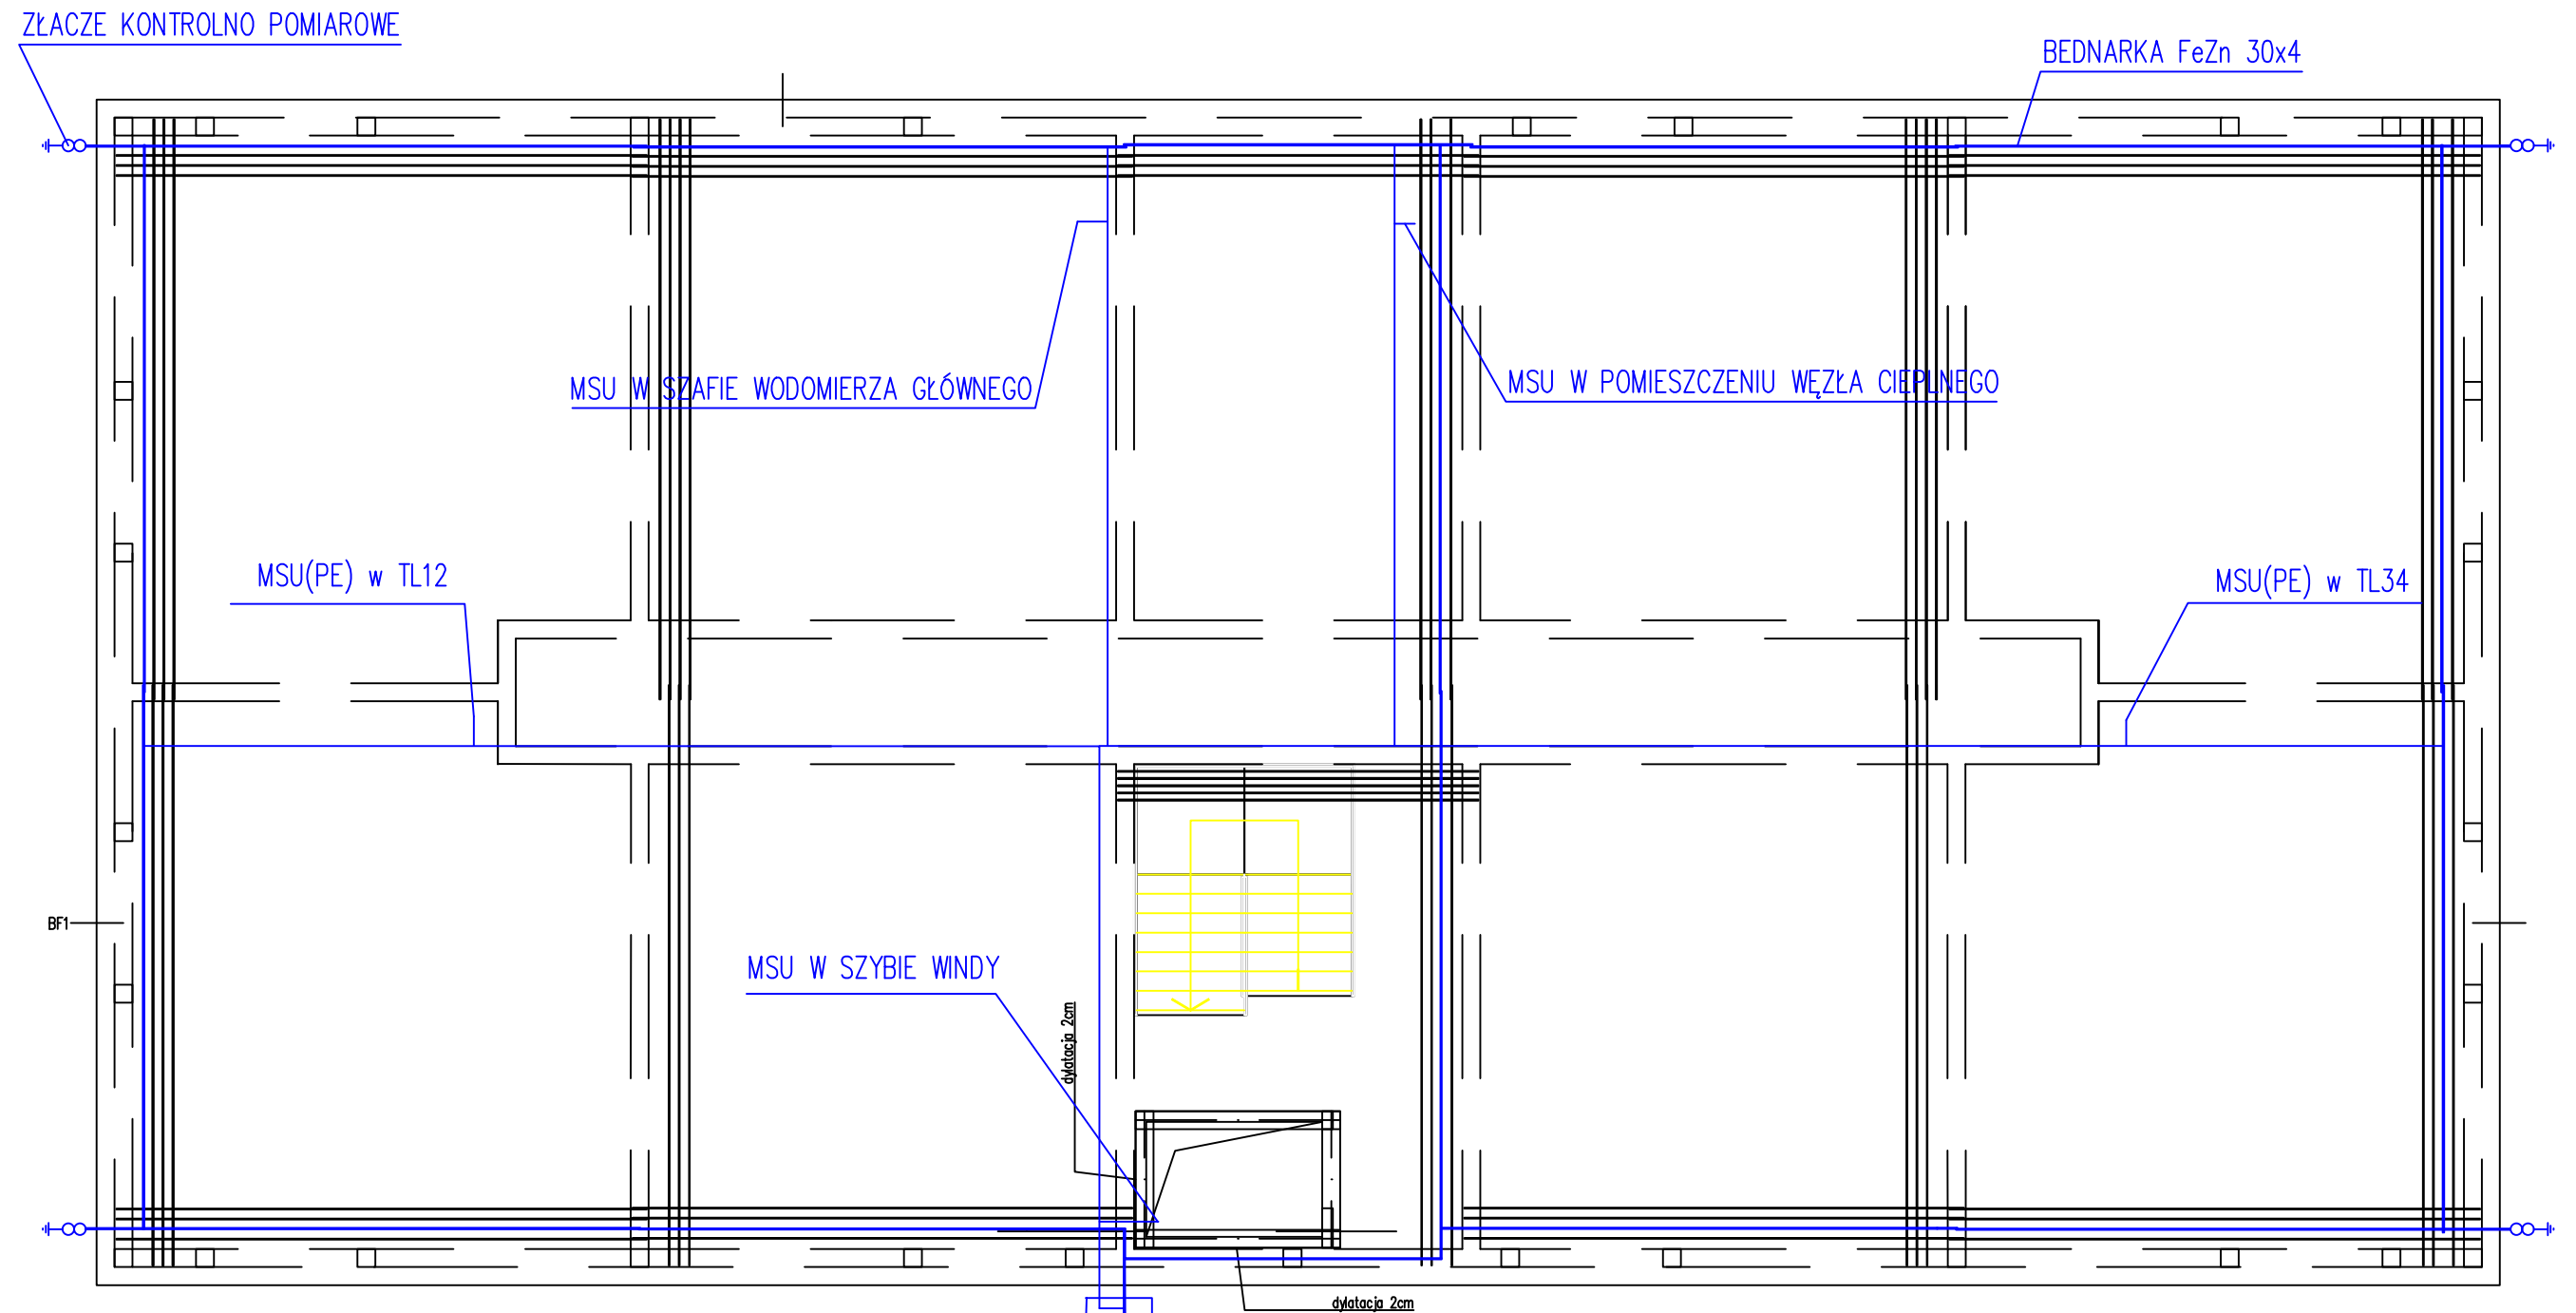 ZŁACZE KONTROLNO POMIAROWE
BEDNARKA FeZn 30x4
MSU W SZAFIE WODOMIERZA GŁÓWNEGO
MSU W POMIESZCZENIU WĘZŁA CIEPLNEGO
MSU(PE) w TL12
MSU(PE) w TL34
BF1
MSU W SZYBIE WINDY
dylatacja 2cm
dylatacja 2cm